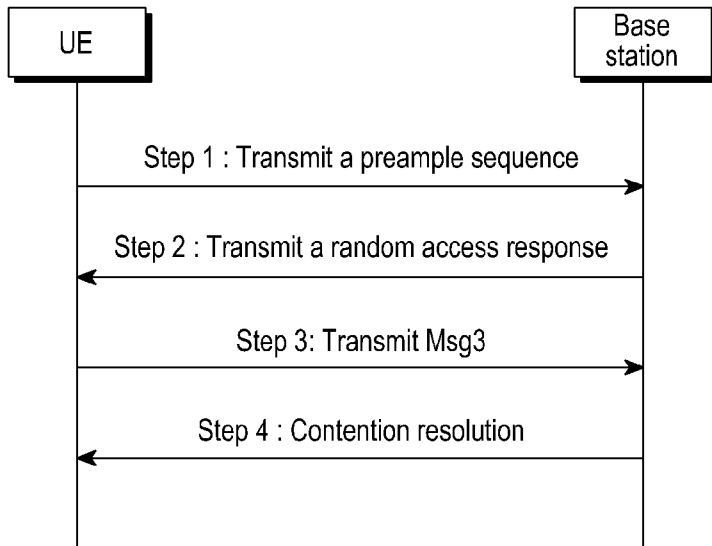 UE
Base
station
Step 1 : Transmit a preample sequence
Step 2 : Transmit a random access response
Step 3: Transmit Msg3
Step 4 : Contention resolution